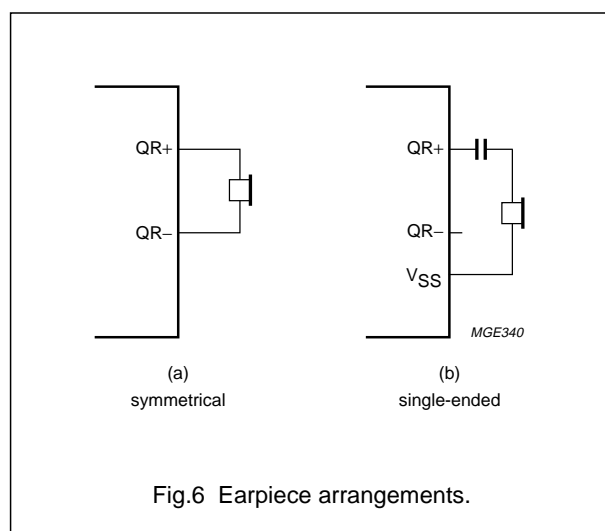 QR+
QR−
(a)
symmetrical
QR+
QR−
VSS
MGE340
(b)
single-ended
Fig.6 Earpiece arrangements.